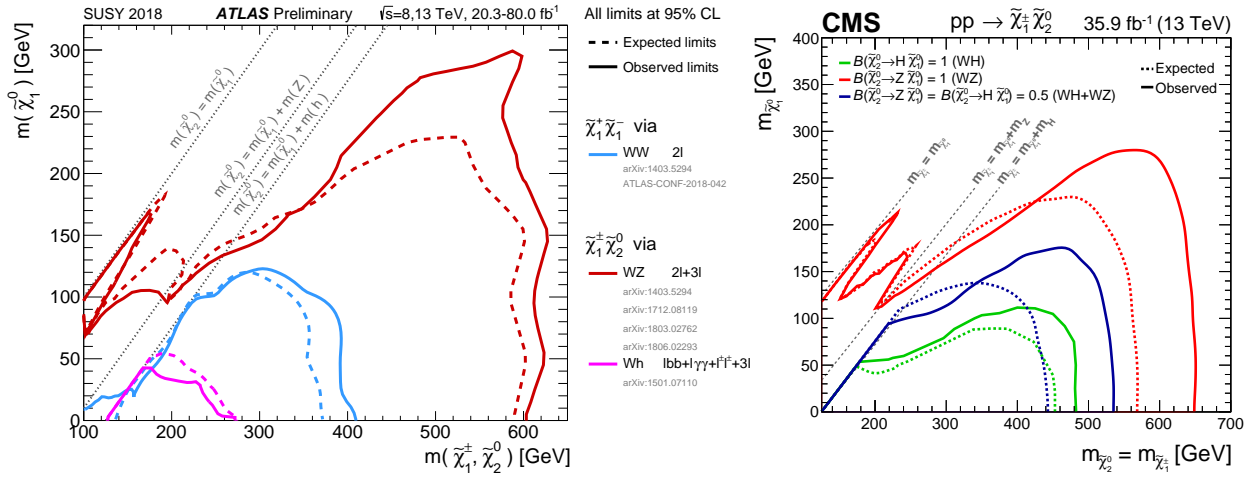 SUSY 2018 ATLAS Preliminary √s=8,13 TeV, 20.3-80.0 fb⁻¹
m( χ̃₁⁰ ) [GeV]
300
250
200
150
100
50
0
m(χ̃₂⁰) = m(χ̃₁⁰)
m(χ̃₂⁰) = m(χ̃₁⁰) + m(Z)
m(χ̃₂⁰) = m(χ̃₁⁰) + m(h)
100 200 300 400 500 600
m( χ̃₁±, χ̃₂⁰ ) [GeV]
All limits at 95% CL
Expected limits
Observed limits
χ̃₁⁺χ̃₁⁻ via
WW 2l
arXiv:1403.5294
ATLAS-CONF-2018-042
χ̃₁±χ̃₂⁰ via
WZ 2l+3l
arXiv:1403.5294
arXiv:1712.08119
arXiv:1803.02762
arXiv:1806.02293
Wh lbb+lγγ+l±l±+3l
arXiv:1501.07110
CMS pp → χ̃₁±χ̃₂⁰ 35.9 fb⁻¹ (13 TeV)
m_χ̃₁⁰ [GeV]
400
350
300
250
200
150
100
50
0
B(χ̃₂⁰→H χ̃₁⁰) = 1 (WH)
B(χ̃₂⁰→Z χ̃₁⁰) = 1 (WZ)
B(χ̃₂⁰→Z χ̃₁⁰) = B(χ̃₂⁰→H χ̃₁⁰) = 0.5 (WH+WZ)
Expected
Observed
m_χ̃₁± = m_χ̃₁⁰
m_χ̃₁± = m_χ̃₁⁰+m_Z
m_χ̃₁± = m_χ̃₁⁰+m_H
200 300 400 500 600 700
m_χ̃₂⁰ = m_χ̃₁± [GeV]